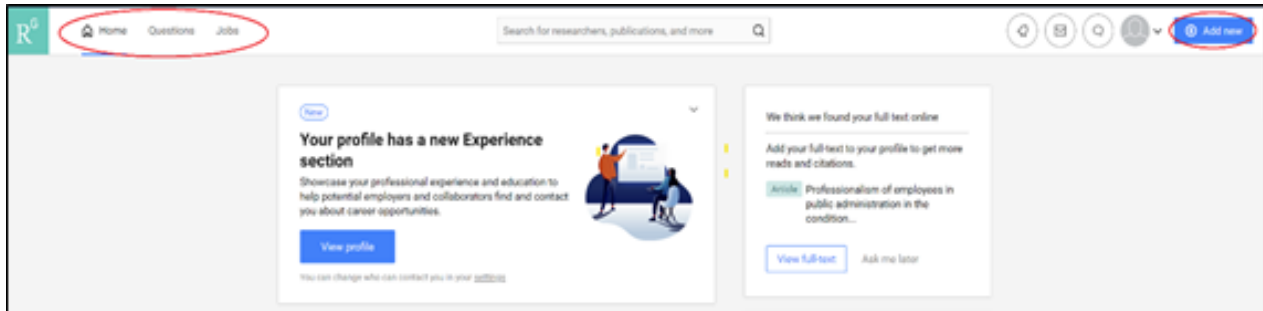 RG
Home Questions Jobs
Search for researchers, publications, and more
Add new
New
Your profile has a new Experience
section
Showcase your professional experience and education to
help potential employers and collaborators find and contact
you about career opportunities.
View profile
You can change who can contact you in your settings
We think we found your full-text online
Add your full-text to your profile to get more
reads and citations.
Article Professionalism of employees in
public administration in the
condition...
View full-text Ask me later